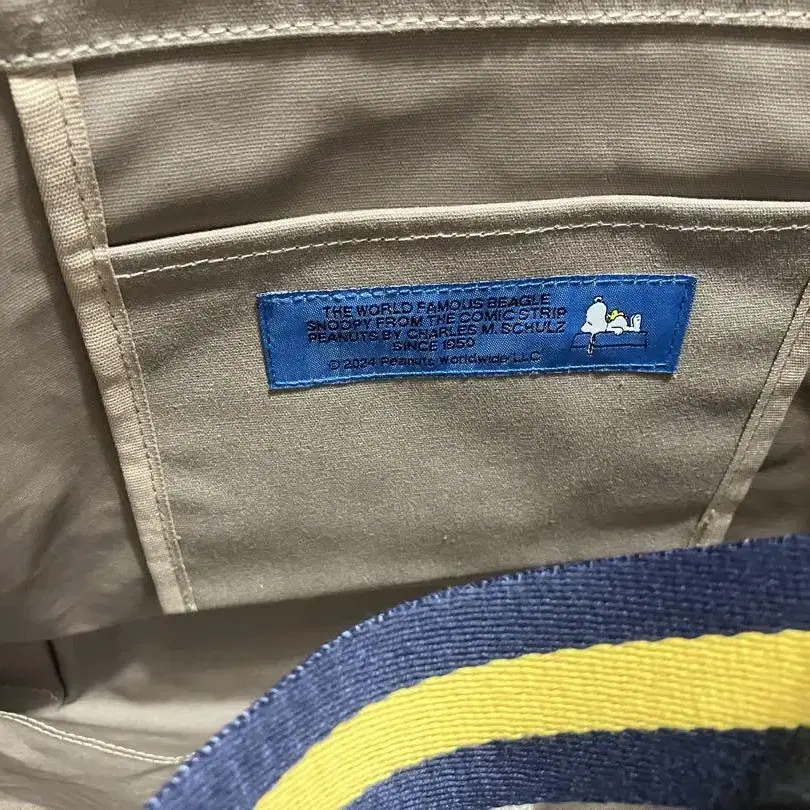 THE WORLD FAMOUS BEAGLE
SNOOPY FROM THE COMIC STRIP
PEANUTS BY CHARLES M. SCHULZ
SINCE 1950
© 2024 Peanuts Worldwide LLC